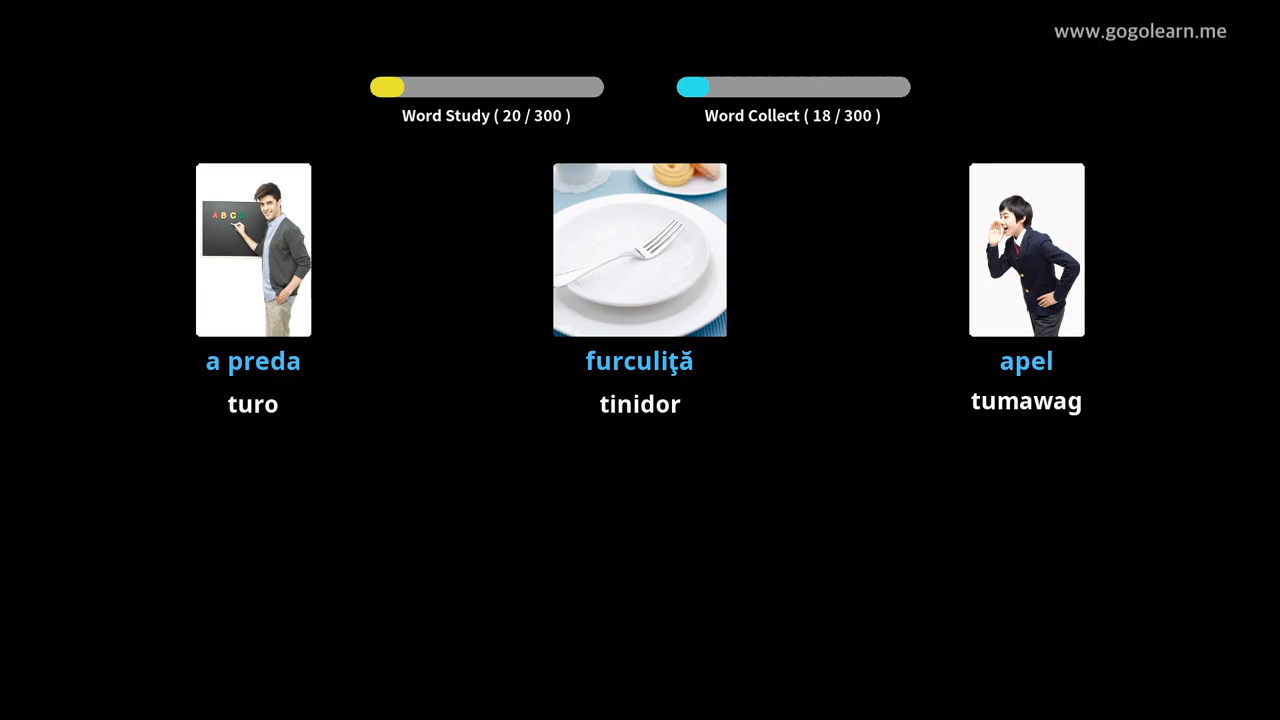 www.gogolearn.me
Word Study ( 20 / 300 )
Word Collect ( 18 / 300 )
A B C D
a preda
furculiţă
apel
turo
tinidor
tumawag